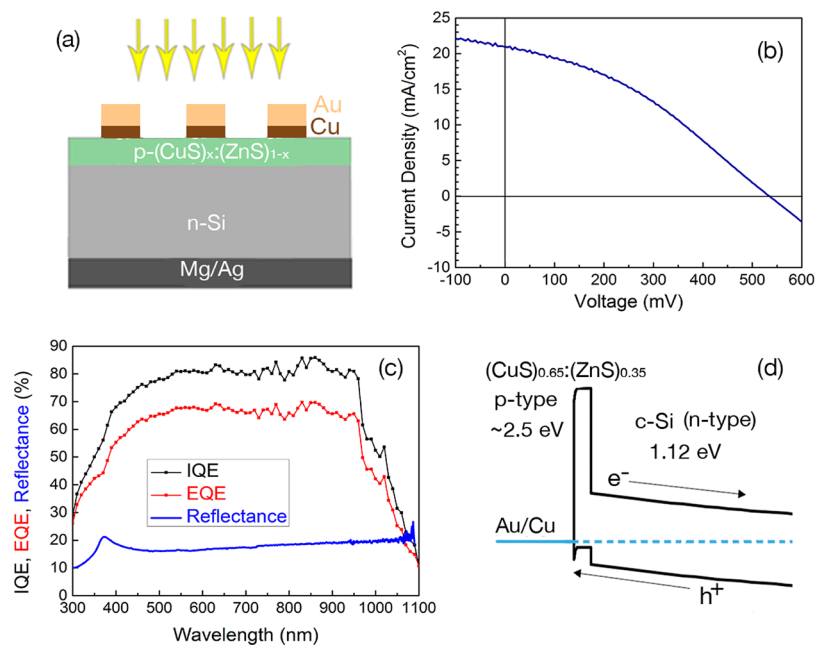 (a)
Au
Cu
p-(CuS)x:(ZnS)1-x
n-Si
Mg/Ag
(b)
Current Density (mA/cm²)
25
20
15
10
5
0
5
-10
-100 0 100 200 300 400 500 600
Voltage (mV)
(c)
IQE, EQE, Reflectance (%)
90
80
70
60
50
40
30
20
10
0
IQE
EQE
Reflectance
300 400 500 600 700 800 900 1000 1100
Wavelength (nm)
(d)
(CuS)0.65:(ZnS)0.35
p-type
~2.5 eV
c-Si (n-type)
1.12 eV
e⁻
Au/Cu
h⁺